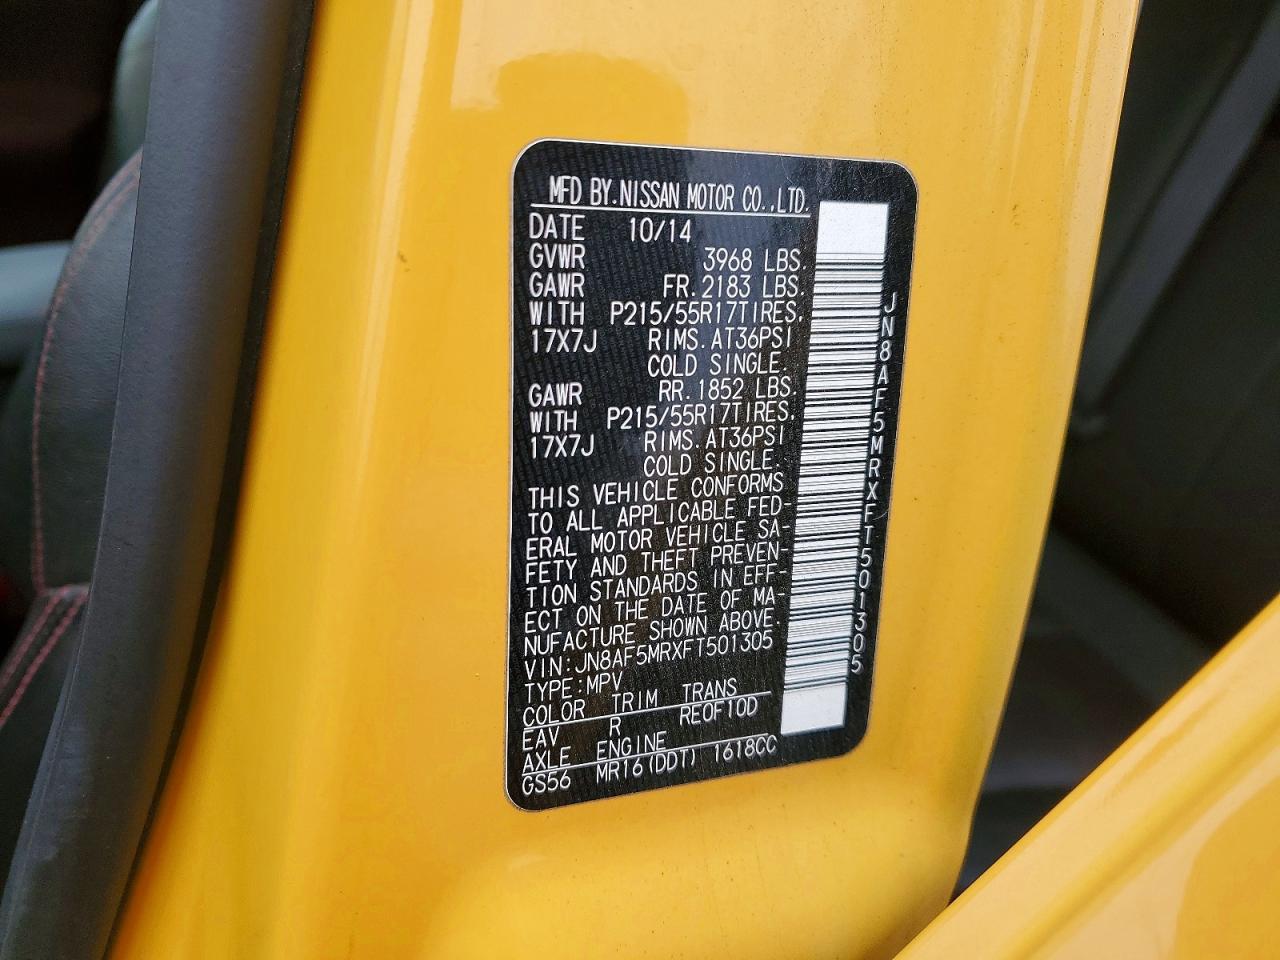 MFD BY.NISSAN MOTOR CO.,LTD.
DATE 10/14
GVWR 3968 LBS.
GAWR FR.2183 LBS.
WITH P215/55R17TIRES,
17X7J RIMS.AT36PSI
COLD SINGLE.
GAWR RR.1852 LBS.
WITH P215/55R17TIRES,
17X7J RIMS.AT36PSI
COLD SINGLE.
THIS VEHICLE CONFORMS
TO ALL APPLICABLE FED-
ERAL MOTOR VEHICLE SA-
FETY AND THEFT PREVEN-
TION STANDARDS IN EFF-
ECT ON THE DATE OF MA-
NUFACTURE SHOWN ABOVE.
VIN:JN8AF5MRXFT501305
TYPE:MPV
COLOR TRIM TRANS
EAV R RE0F10D
AXLE ENGINE
GS56 MR16(DDT) 1618CC
JN8AF5MRXFT501305